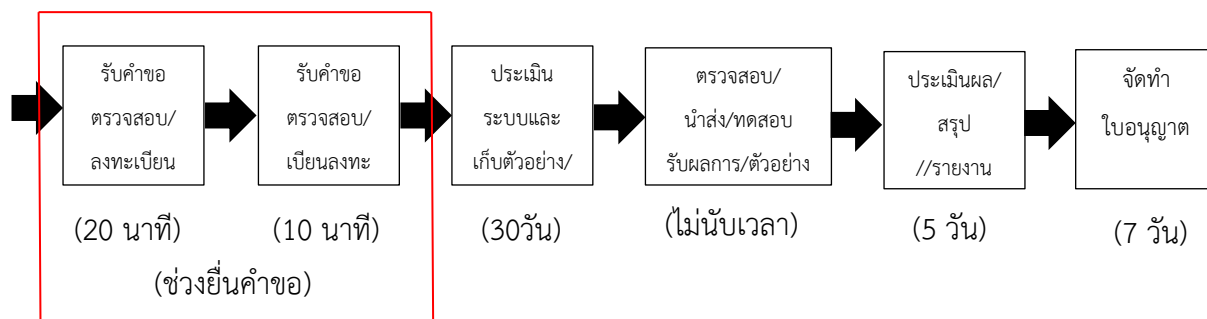 รับคำขอ
ตรวจสอบ/
ลงทะเบียน
(20 นาที)
รับคำขอ
ตรวจสอบ/
เบียนลงทะ
(10 นาที)
(ช่วงยื่นคำขอ)
ประเมิน
ระบบและ
เก็บตัวอย่าง/
(30วัน)
ตรวจสอบ/
นำส่ง/ทดสอบ
รับผลการ/ตัวอย่าง
(ไม่นับเวลา)
ประเมินผล/
สรุป
//รายงาน
(5 วัน)
จัดทำ
ใบอนุญาต
(7 วัน)